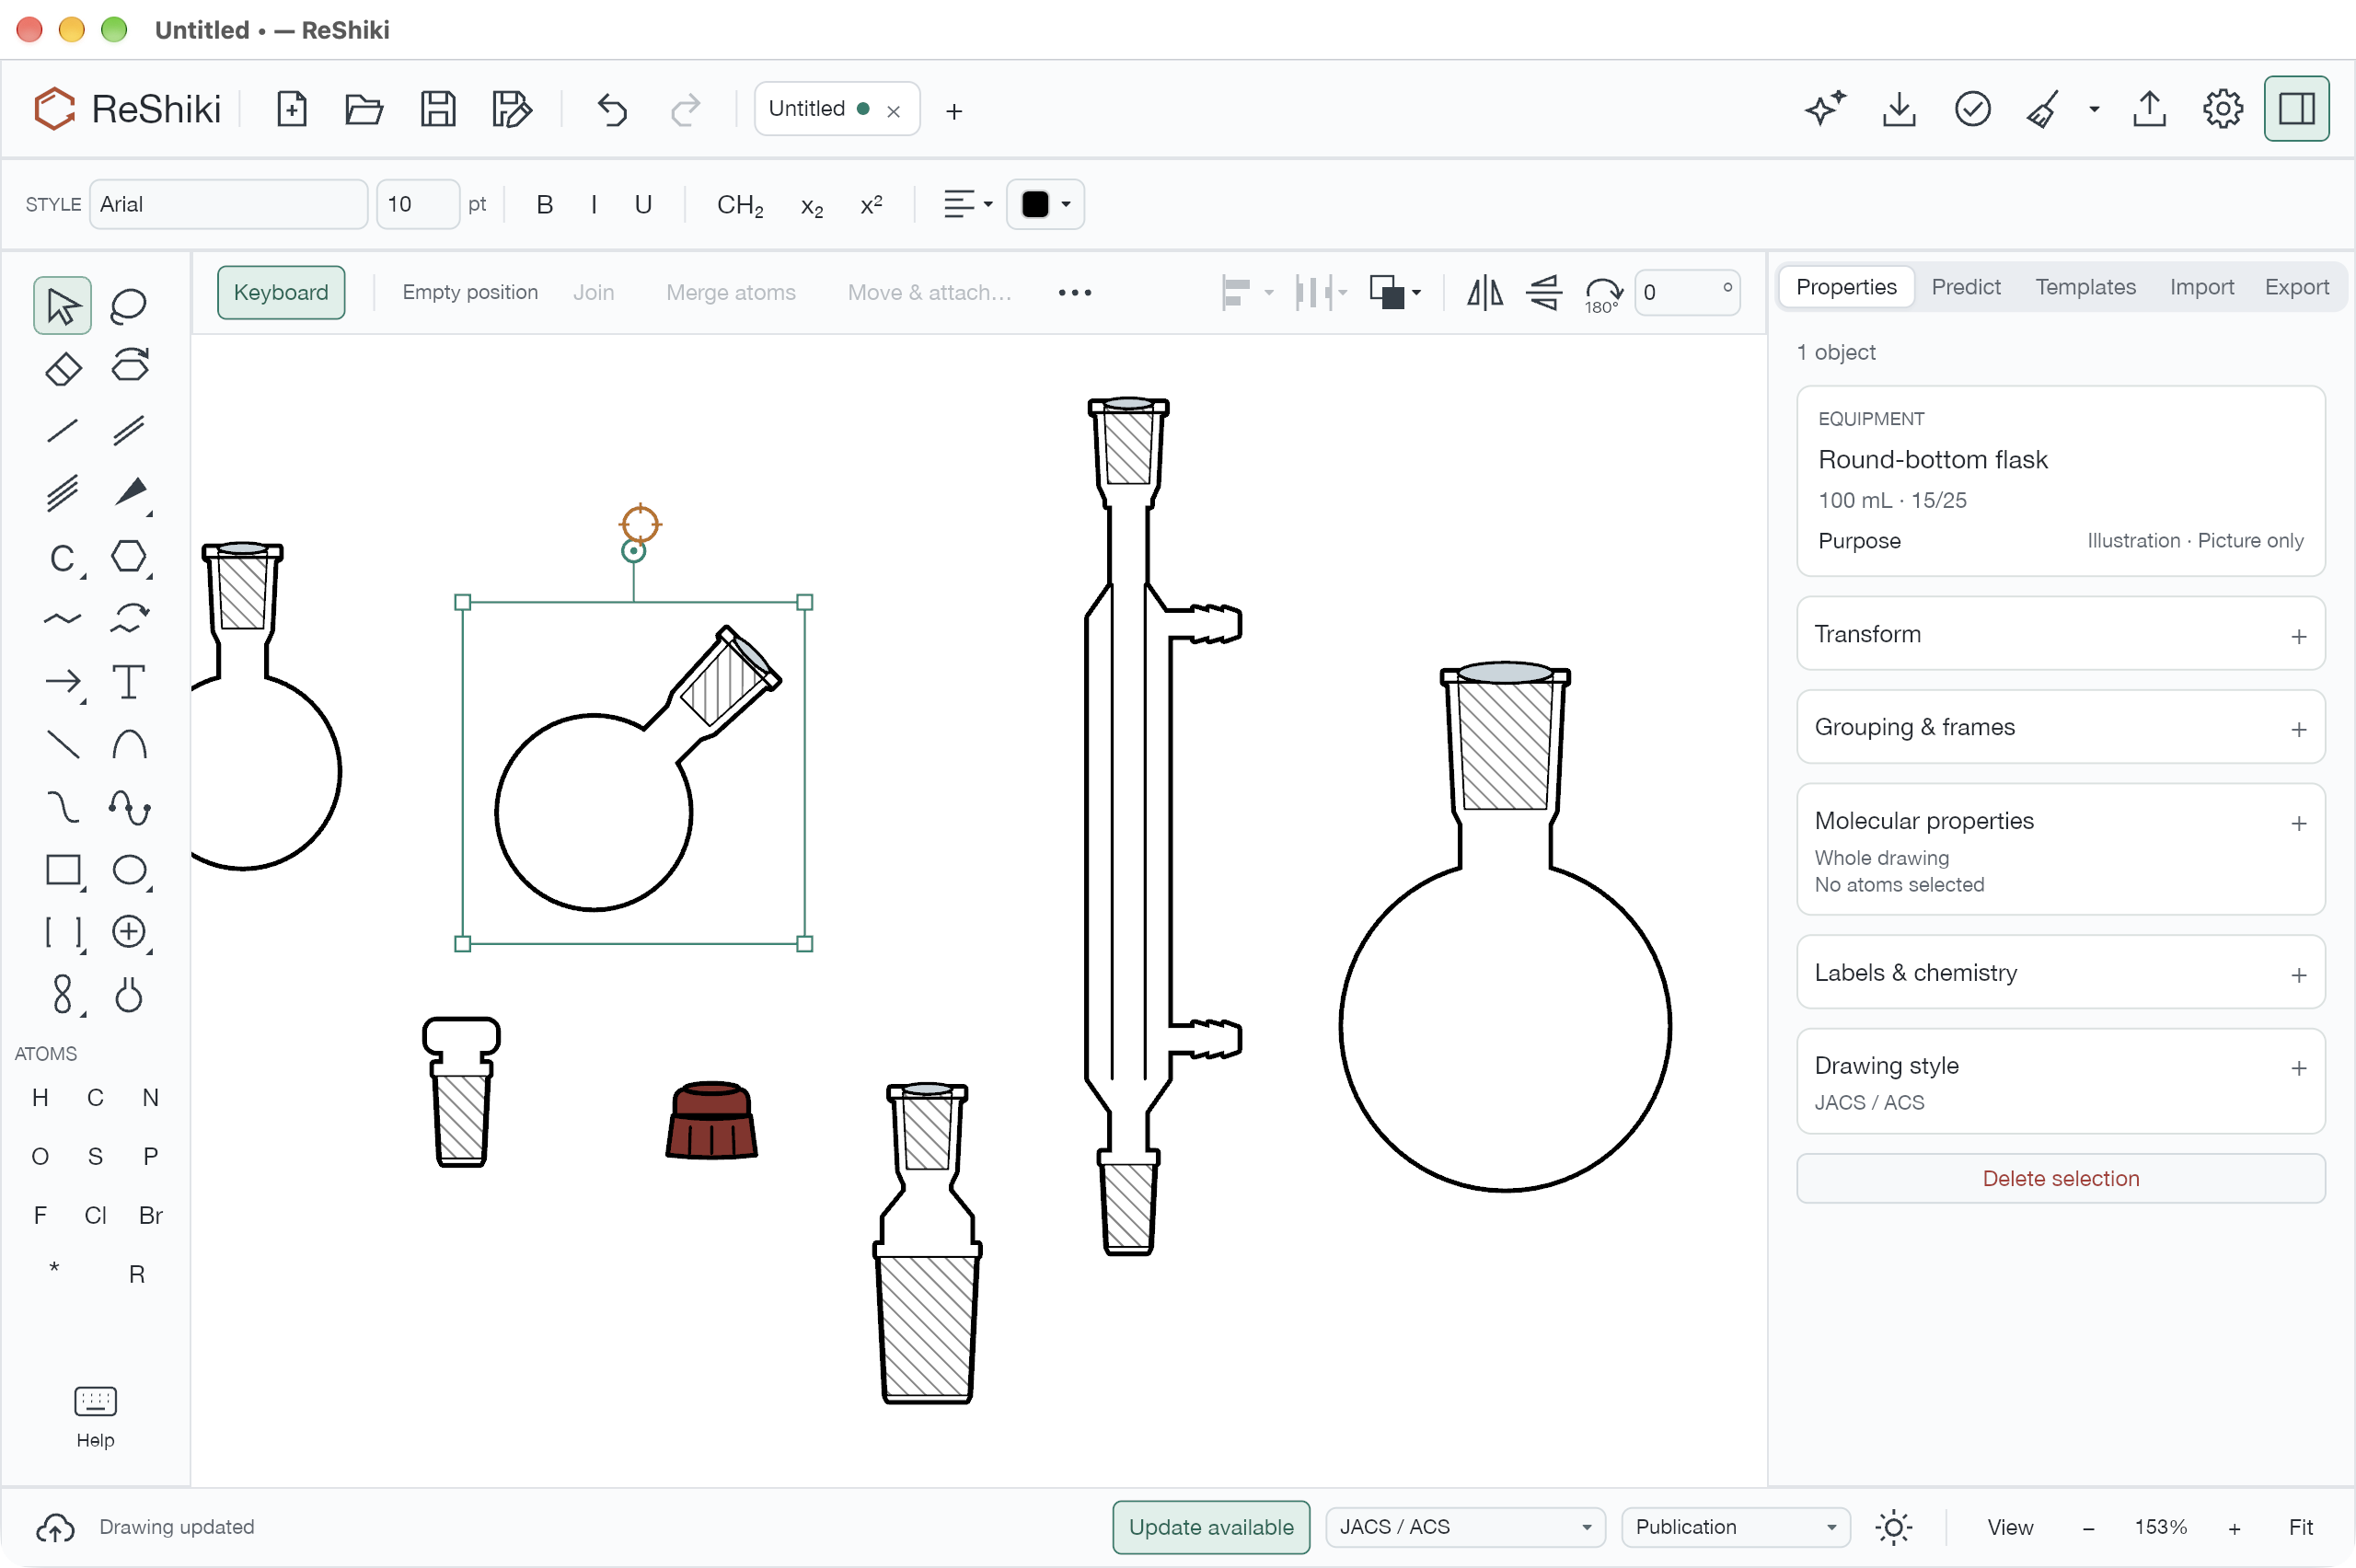 Untitled • — ReShiki
ReShiki
Untitled
STYLE Arial 10 pt B I U CH₂ x₂ x²
Keyboard Empty position Join Merge atoms Move & attach... 180° 0 °
Properties Predict Templates Import Export
1 object
EQUIPMENT
Round-bottom flask
100 mL · 15/25
Purpose Illustration · Picture only
Transform +
Grouping & frames +
Molecular properties +
Whole drawing
No atoms selected
Labels & chemistry +
Drawing style +
JACS / ACS
Delete selection
C
T
ATOMS
H C N
O S P
F Cl Br
* R
Help
Drawing updated
Update available JACS / ACS Publication View − 153% + Fit